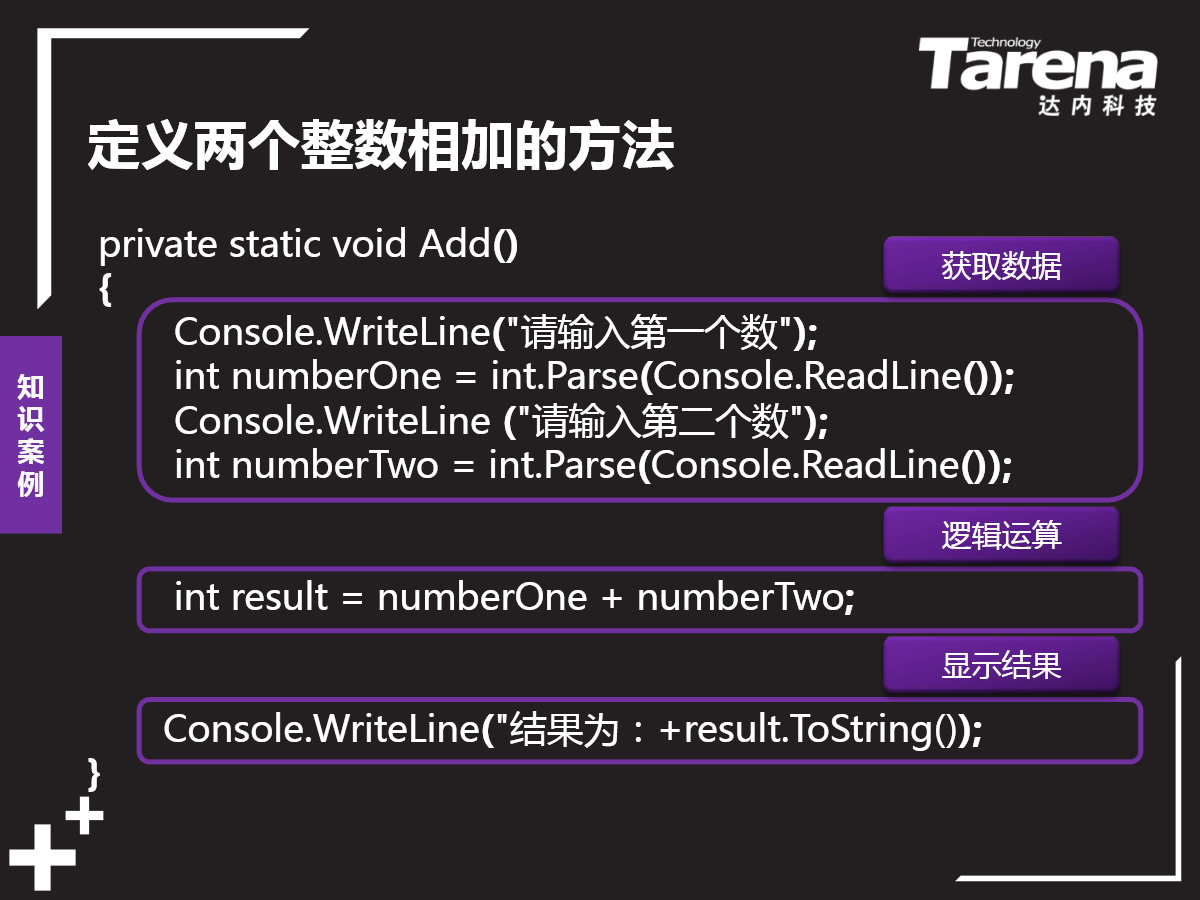 Technology
Tarena
达内科技
定义两个整数相加的方法
private static void Add()
{
获取数据
Console.WriteLine("请输入第一个数");
int numberOne = int.Parse(Console.ReadLine());
Console.WriteLine ("请输入第二个数");
int numberTwo = int.Parse(Console.ReadLine());
知识案例
逻辑运算
int result = numberOne + numberTwo;
显示结果
Console.WriteLine("结果为：+result.ToString());
}